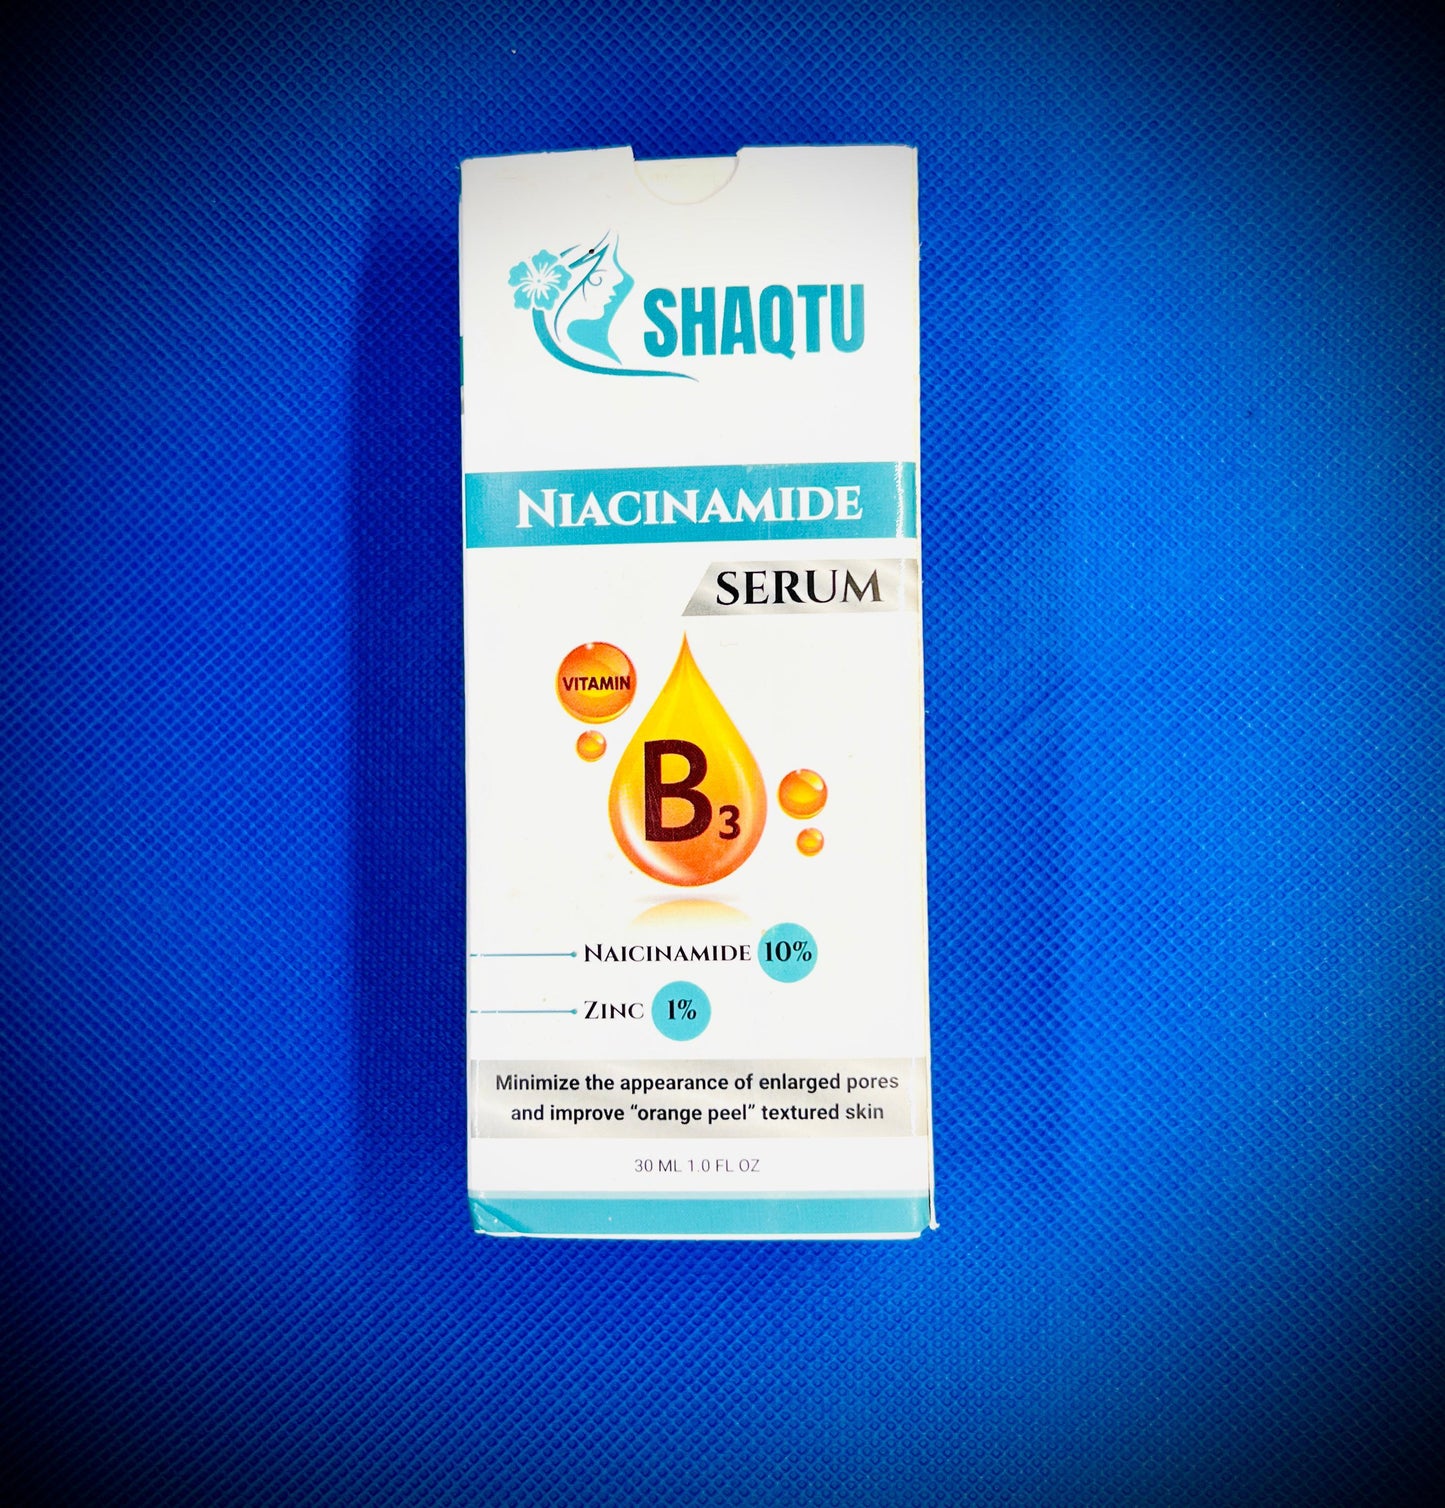 SHAQTU
NIACINAMIDE
SERUM
VITAMIN
B3
NAICINAMIDE 10%
ZINC 1%
Minimize the appearance of enlarged pores
and improve “orange peel” textured skin
30 ML 1.0 FL OZ